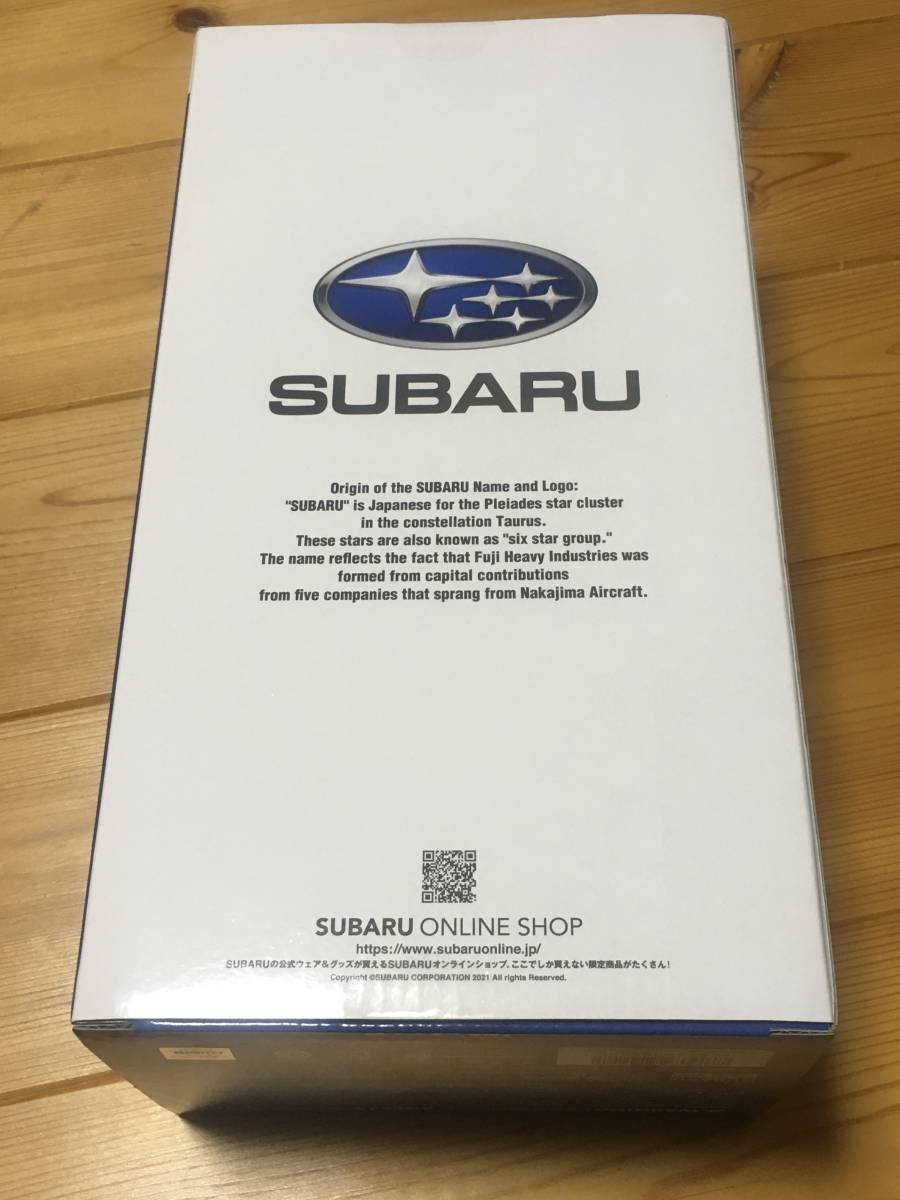 SUBARU
Origin of the SUBARU Name and Logo:
"SUBARU" is Japanese for the Pleiades star cluster
in the constellation Taurus.
These stars are also known as "six star group."
The name reflects the fact that Fuji Heavy Industries was
formed from capital contributions
from five companies that sprang from Nakajima Aircraft.
SUBARU ONLINE SHOP
https://www.subaruonline.jp/
SUBARUの公式ウェア&グッズが買えるSUBARUオンラインショップ、ここでしか買えない限定商品がたくさん!
Copyright ©SUBARU CORPORATION 2021 All rights Reserved.